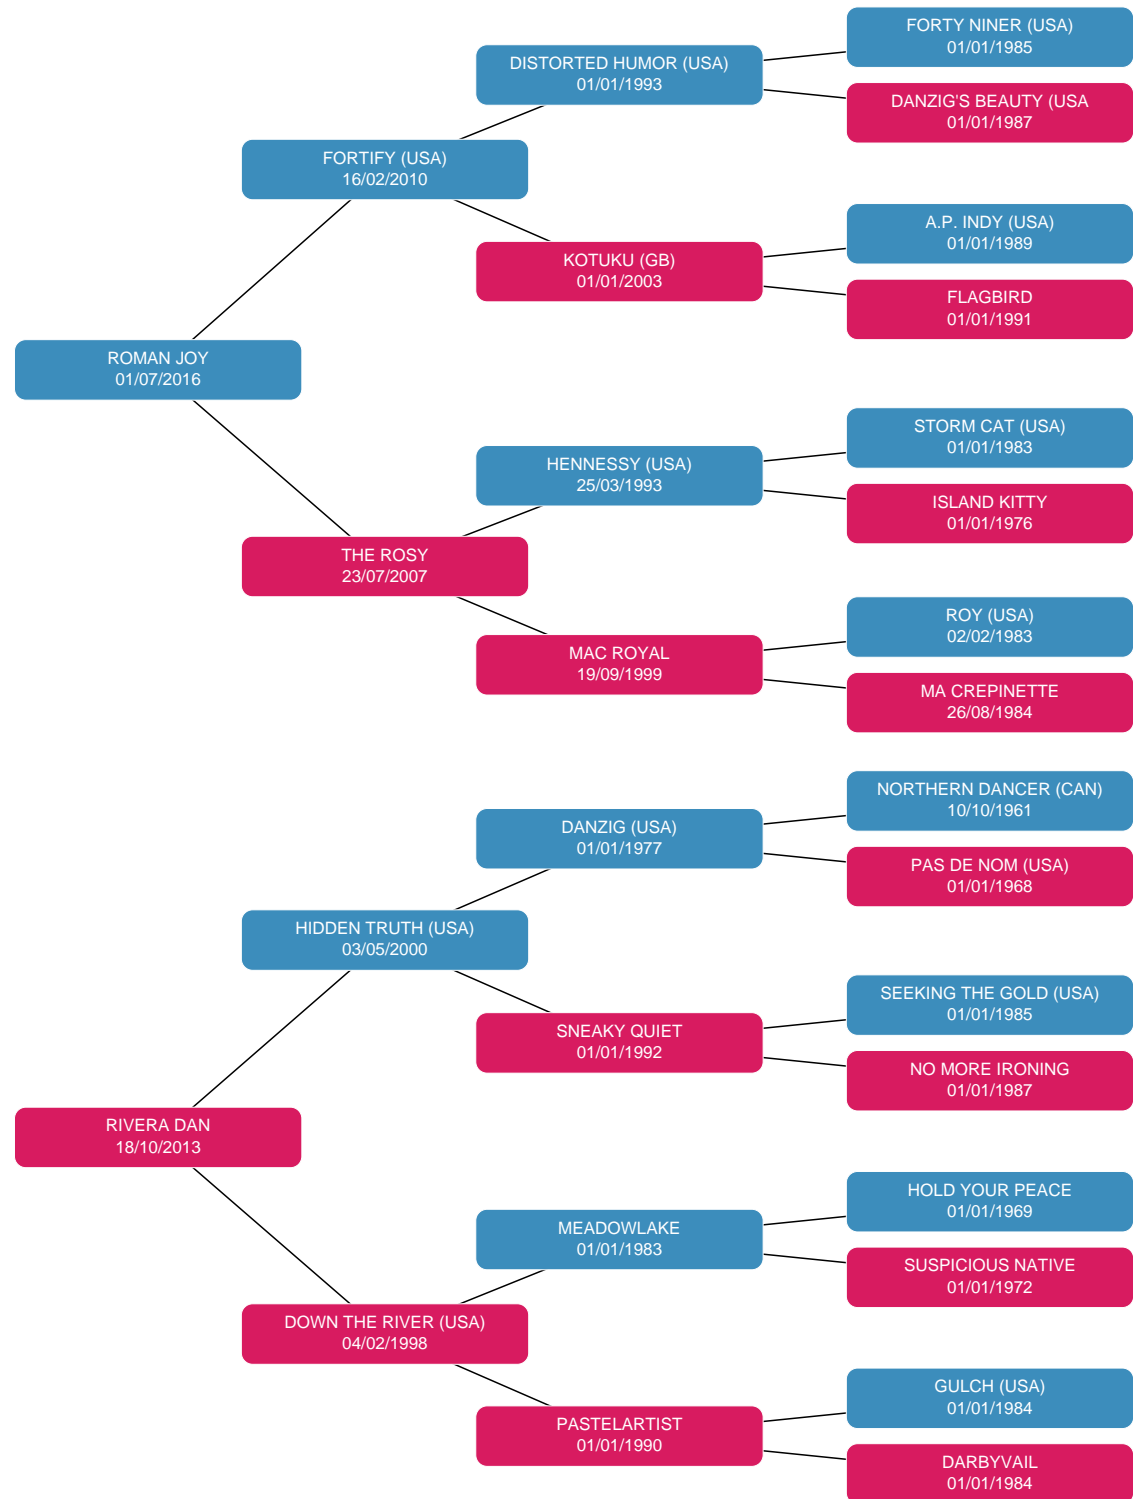 FORTY NINER (USA)
01/01/1985
DISTORTED HUMOR (USA)
01/01/1993
DANZIG'S BEAUTY (USA
01/01/1987
FORTIFY (USA)
16/02/2010
A.P. INDY (USA)
01/01/1989
KOTUKU (GB)
01/01/2003
FLAGBIRD
01/01/1991
ROMAN JOY
01/07/2016
STORM CAT (USA)
01/01/1983
HENNESSY (USA)
25/03/1993
ISLAND KITTY
01/01/1976
THE ROSY
23/07/2007
ROY (USA)
02/02/1983
MAC ROYAL
19/09/1999
MA CREPINETTE
26/08/1984
NORTHERN DANCER (CAN)
10/10/1961
DANZIG (USA)
01/01/1977
PAS DE NOM (USA)
01/01/1968
HIDDEN TRUTH (USA)
03/05/2000
SEEKING THE GOLD (USA)
01/01/1985
SNEAKY QUIET
01/01/1992
NO MORE IRONING
01/01/1987
RIVERA DAN
18/10/2013
HOLD YOUR PEACE
01/01/1969
MEADOWLAKE
01/01/1983
SUSPICIOUS NATIVE
01/01/1972
DOWN THE RIVER (USA)
04/02/1998
GULCH (USA)
01/01/1984
PASTELARTIST
01/01/1990
DARBYVAIL
01/01/1984